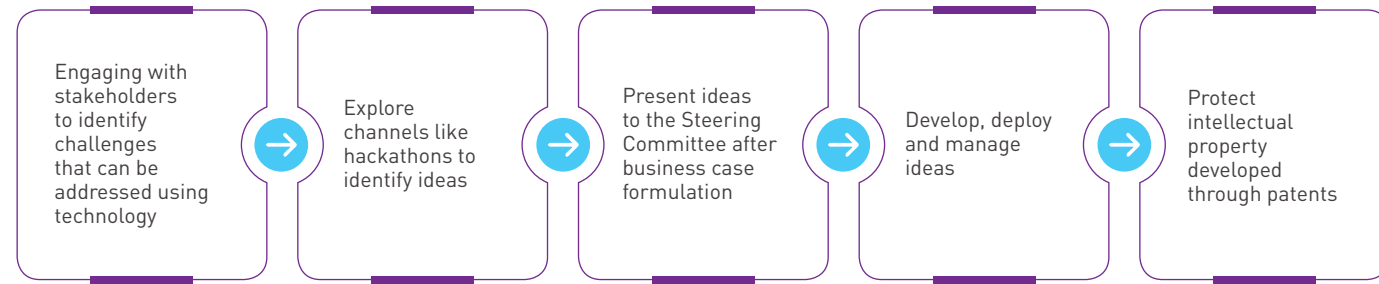 Engaging with
stakeholders
to identify
challenges
that can be
addressed using
technology
Explore
channels like
hackathons to
identify ideas
Present ideas
to the Steering
Committee after
business case
formulation
Develop, deploy
and manage
ideas
Protect
intellectual
property
developed
through patents